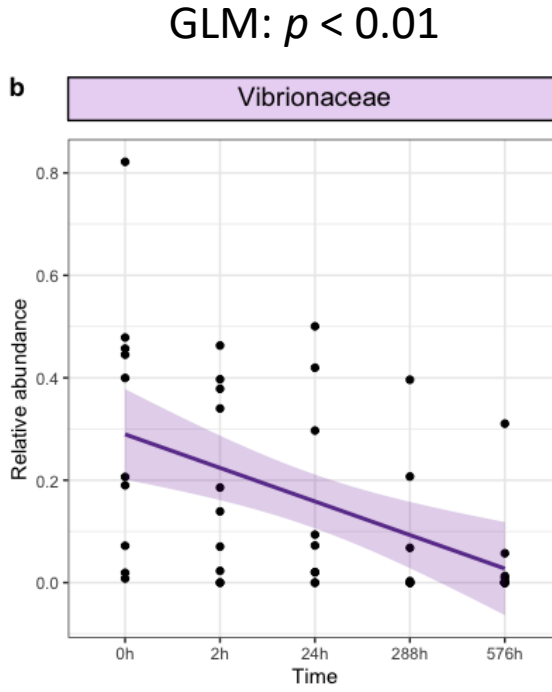 GLM: p < 0.01
b
Vibrionaceae
0.8
0.6
0.4
0.2
0.0
Relative abundance
0h 2h 24h 288h 576h
Time